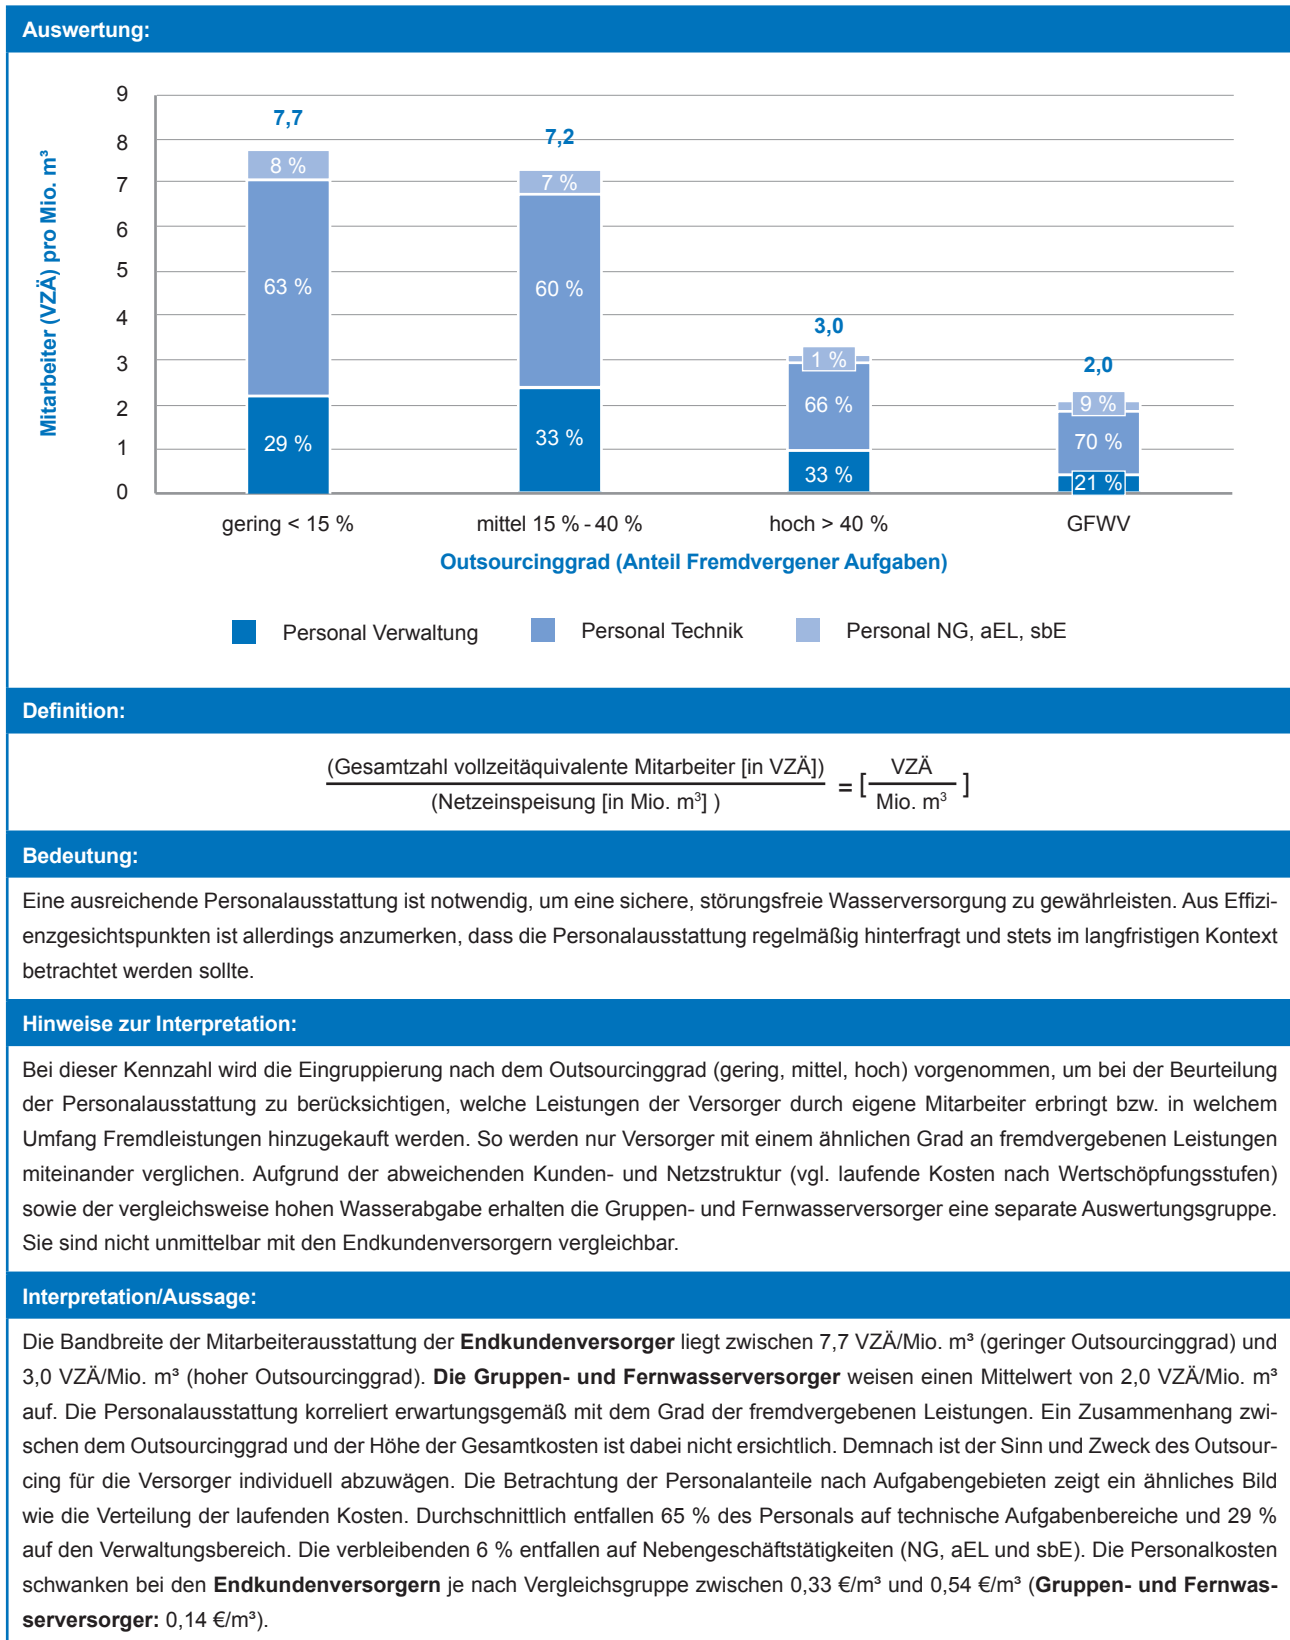 Auswertung:
Mitarbeiter (VZÄ) pro Mio. m³
9
8
7
6
5
4
3
2
1
0
7,7
8 %
63 %
29 %
7,2
7 %
60 %
33 %
3,0
1 %
66 %
33 %
2,0
9 %
70 %
21 %
gering < 15 %
mittel 15 % - 40 %
hoch > 40 %
GFWV
Outsourcinggrad (Anteil Fremdvergener Aufgaben)
Personal Verwaltung
Personal Technik
Personal NG, aEL, sbE
Definition:
(Gesamtzahl vollzeitäquivalente Mitarbeiter [in VZÄ])
(Netzeinspeisung [in Mio. m³] )
= [ VZÄ
Mio. m³ ]
Bedeutung:
Eine ausreichende Personalausstattung ist notwendig, um eine sichere, störungsfreie Wasserversorgung zu gewährleisten. Aus Effizi-
enzgesichtspunkten ist allerdings anzumerken, dass die Personalausstattung regelmäßig hinterfragt und stets im langfristigen Kontext
betrachtet werden sollte.
Hinweise zur Interpretation:
Bei dieser Kennzahl wird die Eingruppierung nach dem Outsourcinggrad (gering, mittel, hoch) vorgenommen, um bei der Beurteilung
der Personalausstattung zu berücksichtigen, welche Leistungen der Versorger durch eigene Mitarbeiter erbringt bzw. in welchem
Umfang Fremdleistungen hinzugekauft werden. So werden nur Versorger mit einem ähnlichen Grad an fremdvergebenen Leistungen
miteinander verglichen. Aufgrund der abweichenden Kunden- und Netzstruktur (vgl. laufende Kosten nach Wertschöpfungsstufen)
sowie der vergleichsweise hohen Wasserabgabe erhalten die Gruppen- und Fernwasserversorger eine separate Auswertungsgruppe.
Sie sind nicht unmittelbar mit den Endkundenversorgern vergleichbar.
Interpretation/Aussage:
Die Bandbreite der Mitarbeiterausstattung der Endkundenversorger liegt zwischen 7,7 VZÄ/Mio. m³ (geringer Outsourcinggrad) und
3,0 VZÄ/Mio. m³ (hoher Outsourcinggrad). Die Gruppen- und Fernwasserversorger weisen einen Mittelwert von 2,0 VZÄ/Mio. m³
auf. Die Personalausstattung korreliert erwartungsgemäß mit dem Grad der fremdvergebenen Leistungen. Ein Zusammenhang zwi-
schen dem Outsourcinggrad und der Höhe der Gesamtkosten ist dabei nicht ersichtlich. Demnach ist der Sinn und Zweck des Outsour-
cing für die Versorger individuell abzuwägen. Die Betrachtung der Personalanteile nach Aufgabengebieten zeigt ein ähnliches Bild
wie die Verteilung der laufenden Kosten. Durchschnittlich entfallen 65 % des Personals auf technische Aufgabenbereiche und 29 %
auf den Verwaltungsbereich. Die verbleibenden 6 % entfallen auf Nebengeschäftstätigkeiten (NG, aEL und sbE). Die Personalkosten
schwanken bei den Endkundenversorgern je nach Vergleichsgruppe zwischen 0,33 €/m³ und 0,54 €/m³ (Gruppen- und Fernwas-
serversorger: 0,14 €/m³).